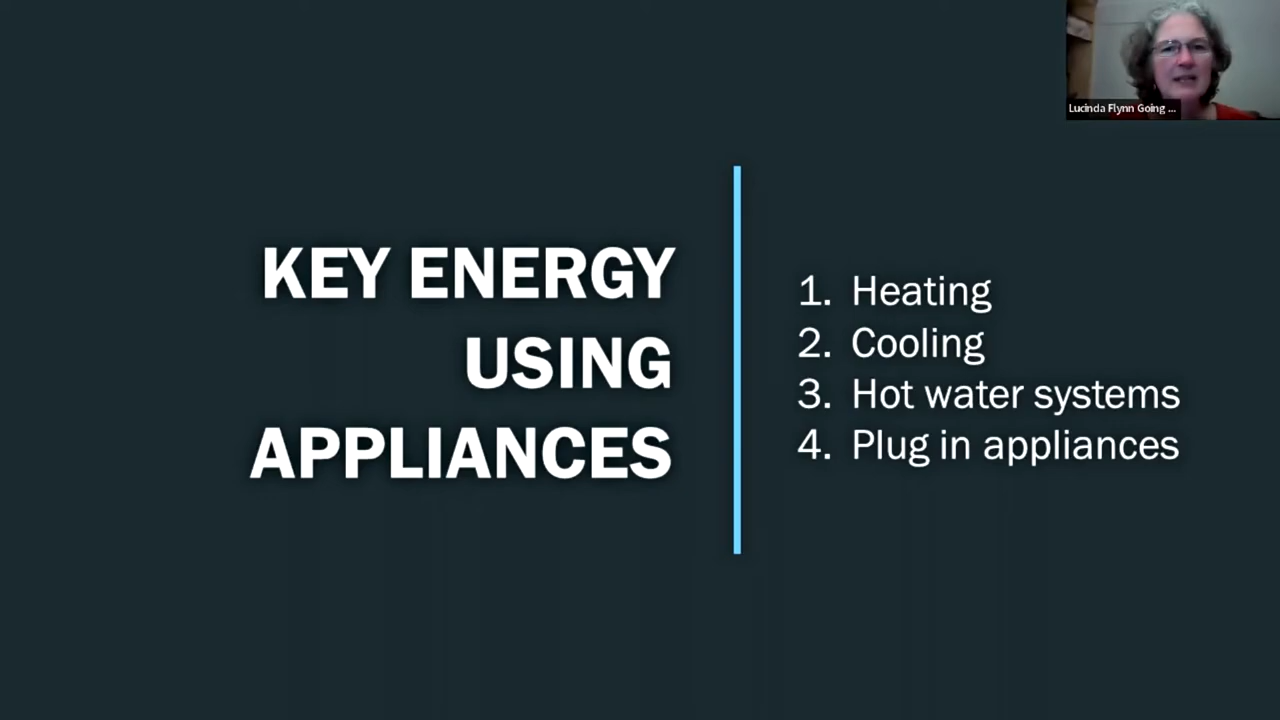 Lucinda Flynn Going ...
KEY ENERGY
USING
APPLIANCES
1. Heating
2. Cooling
3. Hot water systems
4. Plug in appliances